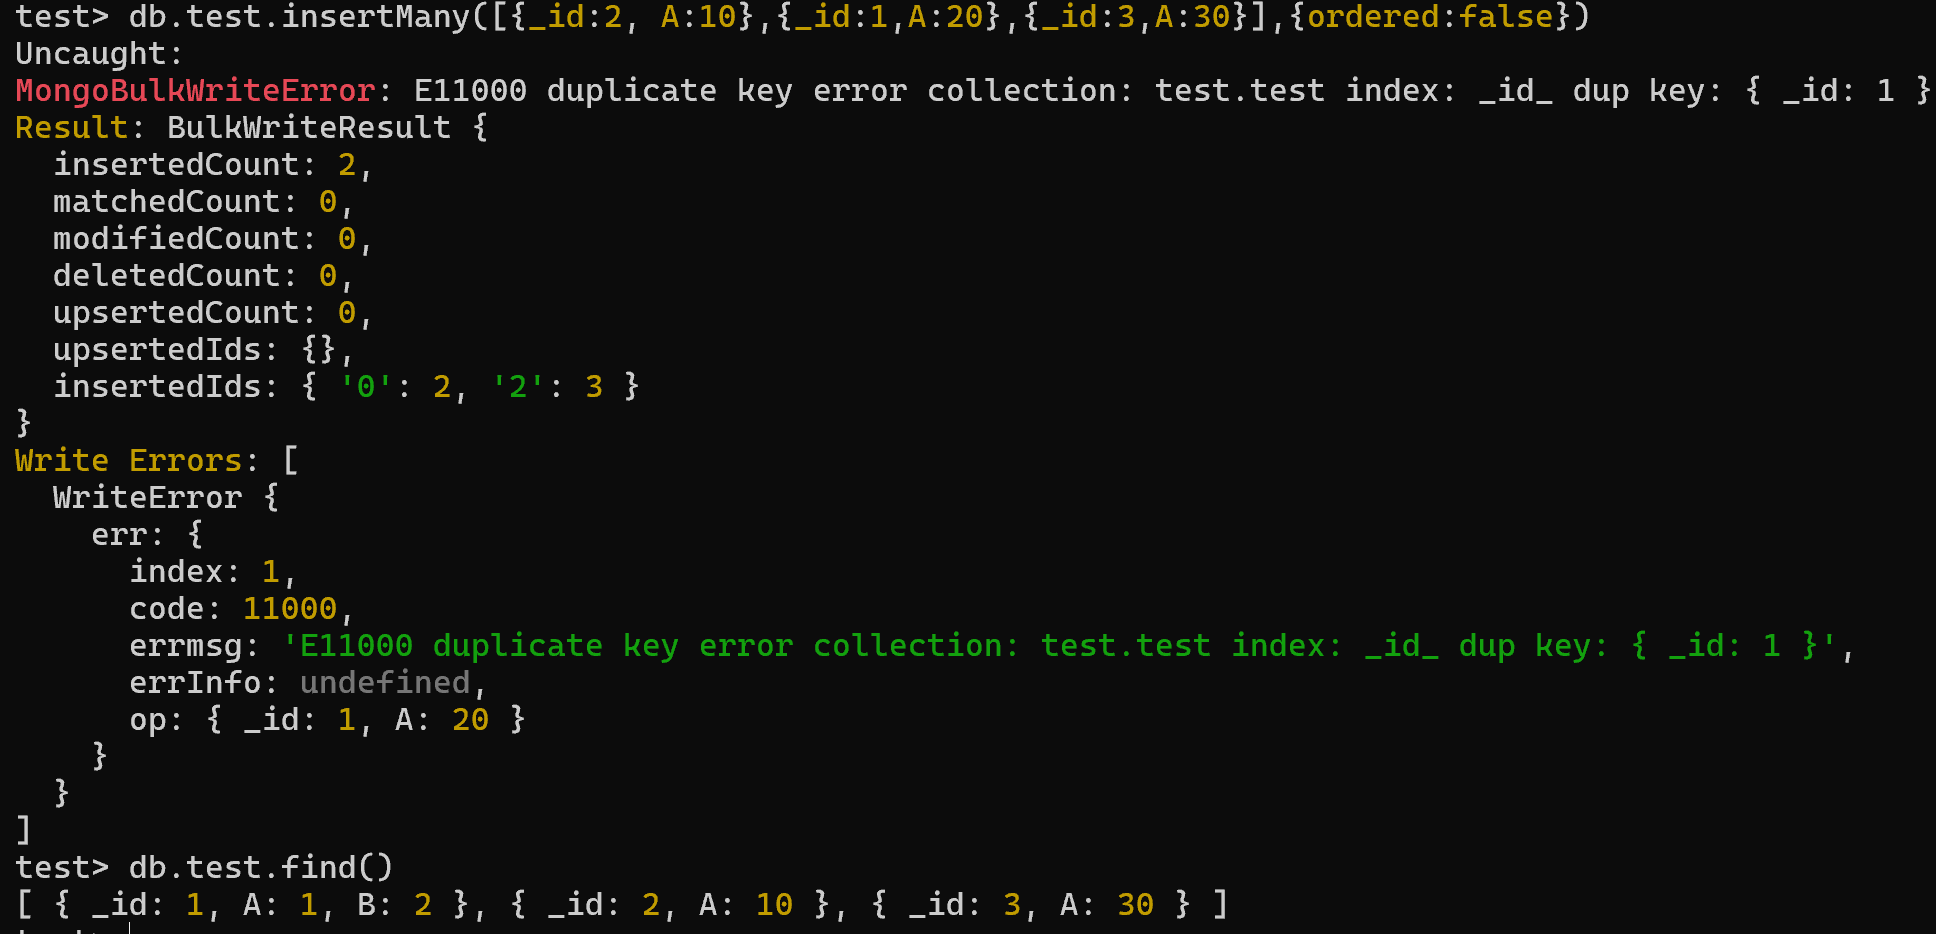 test> db.test.insertMany([{_id:2, A:10},{_id:1,A:20},{_id:3,A:30}],{ordered:false})
Uncaught:
MongoBulkWriteError: E11000 duplicate key error collection: test.test index: _id_ dup key: { _id: 1 }
Result: BulkWriteResult {
  insertedCount: 2,
  matchedCount: 0,
  modifiedCount: 0,
  deletedCount: 0,
  upsertedCount: 0,
  upsertedIds: {},
  insertedIds: { '0': 2, '2': 3 }
}
Write Errors: [
  WriteError {
    err: {
      index: 1,
      code: 11000,
      errmsg: 'E11000 duplicate key error collection: test.test index: _id_ dup key: { _id: 1 }',
      errInfo: undefined,
      op: { _id: 1, A: 20 }
    }
  }
]
test> db.test.find()
[ { _id: 1, A: 1, B: 2 }, { _id: 2, A: 10 }, { _id: 3, A: 30 } ]